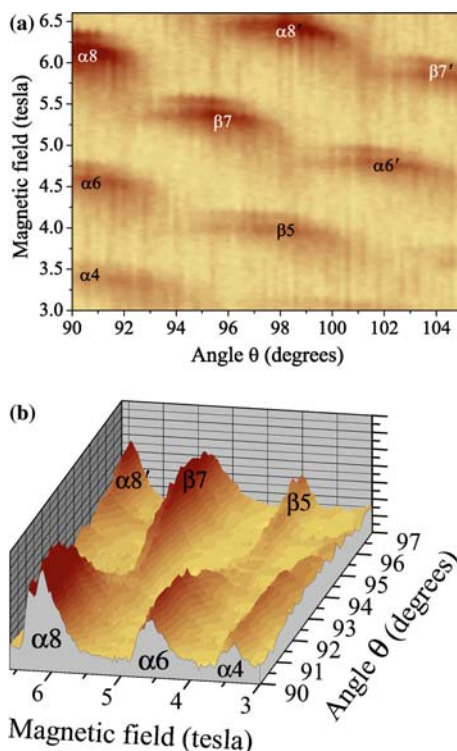 (a)
6.5
6.0
5.5
5.0
4.5
4.0
3.5
3.0
Magnetic field (tesla)
α8
α8′
β7′
β7
α6
α6′
β5
α4
90 92 94 96 98 100 102 104
Angle θ (degrees)
(b)
α8′
β7
β5
α8
α6
α4
97
96
95
94
93
92
91
90
Angle θ (degrees)
6 5 4 3
Magnetic field (tesla)